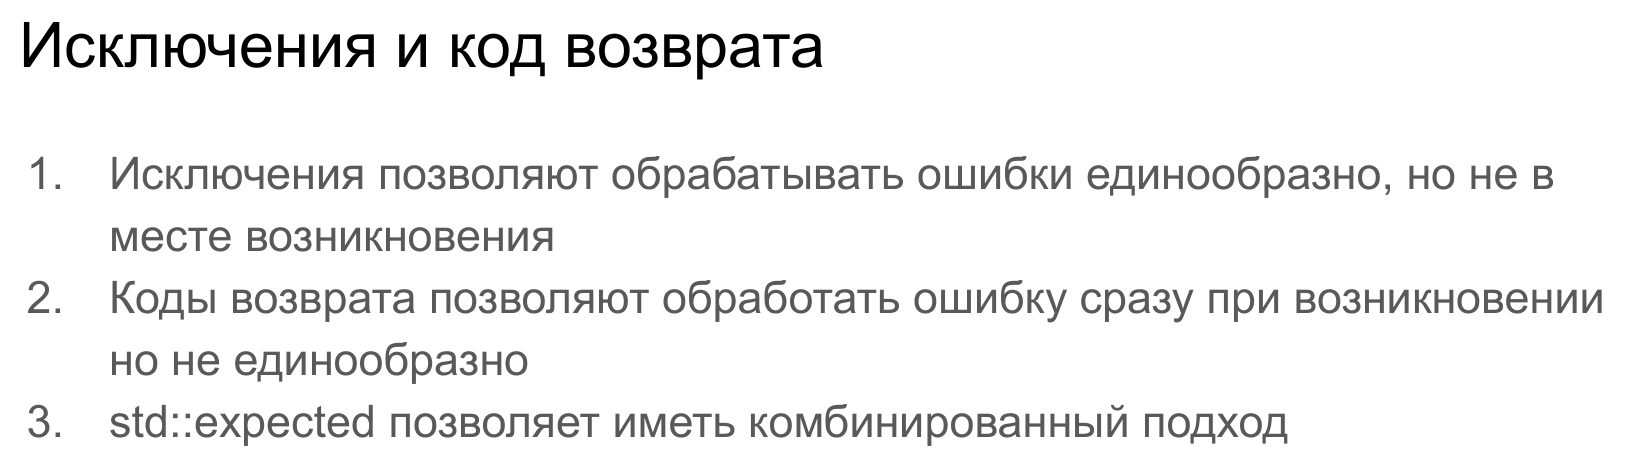 Исключения и код возврата
1. Исключения позволяют обрабатывать ошибки единообразно, но не в
месте возникновения
2. Коды возврата позволяют обработать ошибку сразу при возникновении
но не единообразно
3. std::expected позволяет иметь комбинированный подход